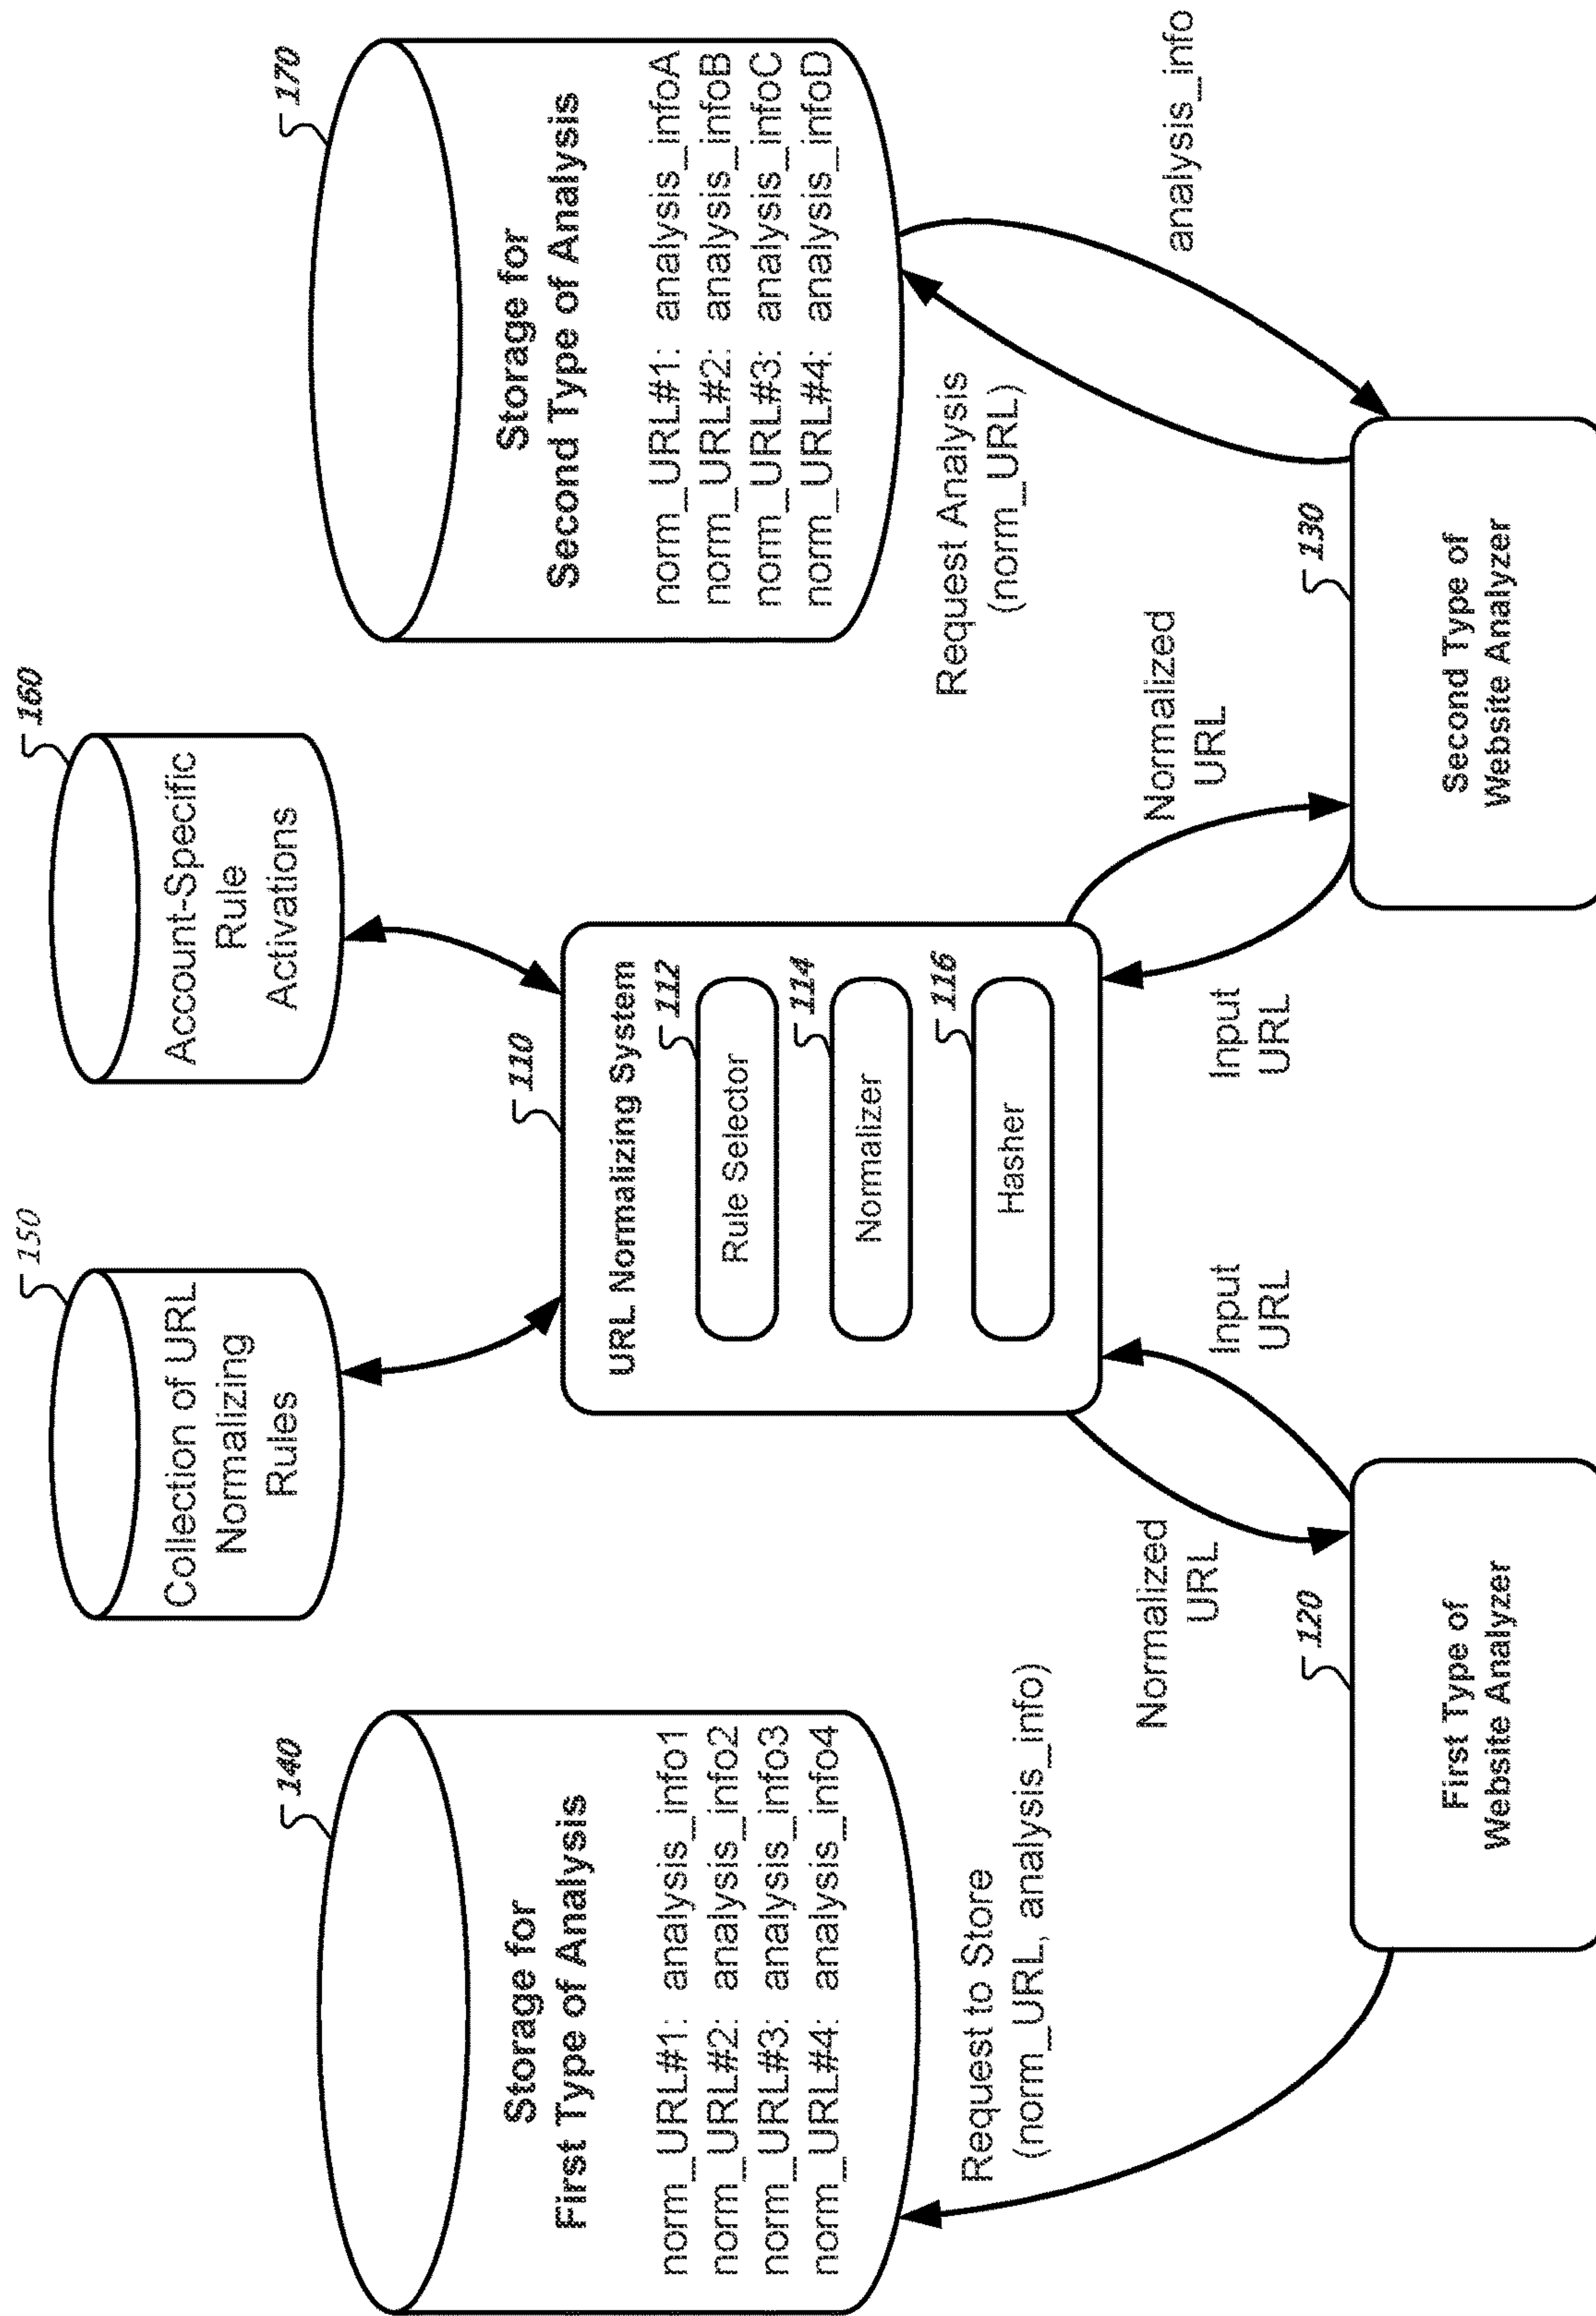 140
Storage for
First Type of Analysis
norm_URL#1: analysis_info1
norm_URL#2: analysis_info2
norm_URL#3: analysis_info3
norm_URL#4: analysis_info4
150
Collection of URL
Normalizing
Rules
160
Account-Specific
Rule
Activations
170
Storage for
Second Type of Analysis
norm_URL#1: analysis_infoA
norm_URL#2: analysis_infoB
norm_URL#3: analysis_infoC
norm_URL#4: analysis_infoD
110
URL Normalizing System
112
Rule Selector
114
Normalizer
116
Hasher
Request to Store
(norm_URL, analysis_info)
Normalized
URL
Input
URL
Input
URL
Normalized
URL
Request Analysis
(norm_URL)
analysis_info
120
First Type of
Website Analyzer
130
Second Type of
Website Analyzer